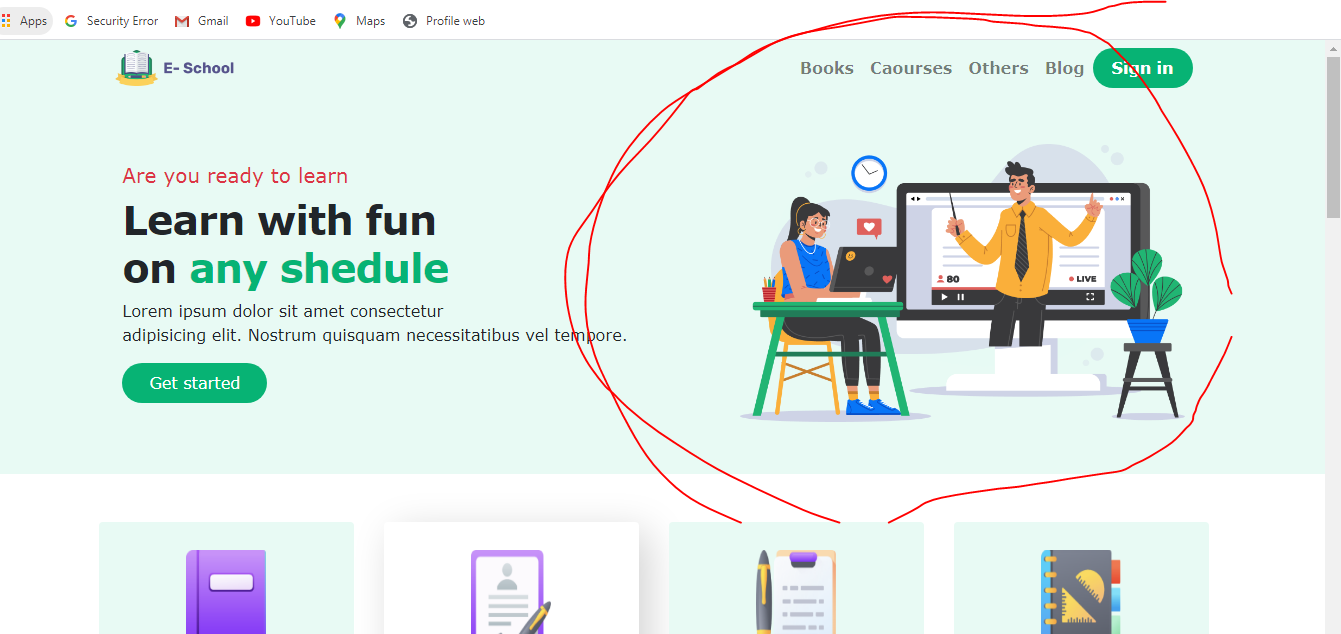 Apps Security Error Gmail YouTube Maps Profile web
E- School Books Caourses Others Blog Sign in
Are you ready to learn
Learn with fun
on any shedule
Lorem ipsum dolor sit amet consectetur
adipisicing elit. Nostrum quisquam necessitatibus vel tempore.
Get started
80 LIVE